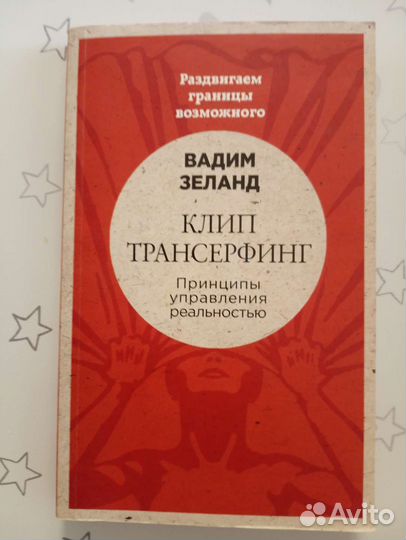 Раздвигаем
границы
возможного
ВАДИМ
ЗЕЛАНД
КЛИП
ТРАНСЕРФИНГ
Принципы
управления
реальностью
Avito